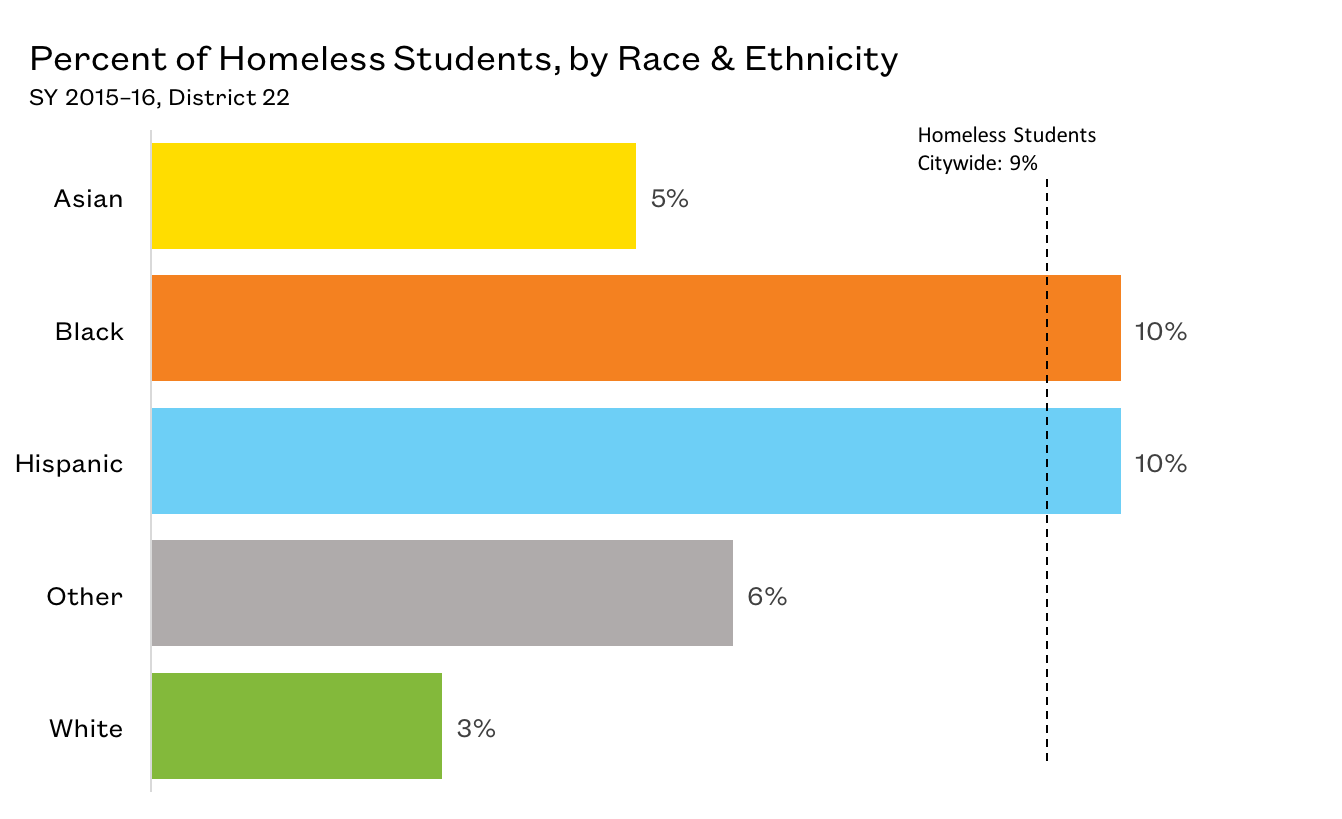 Percent of Homeless Students, by Race & Ethnicity
SY 2015–16, District 22
Homeless Students
Citywide: 9%
Asian
5%
Black
10%
Hispanic
10%
Other
6%
White
3%